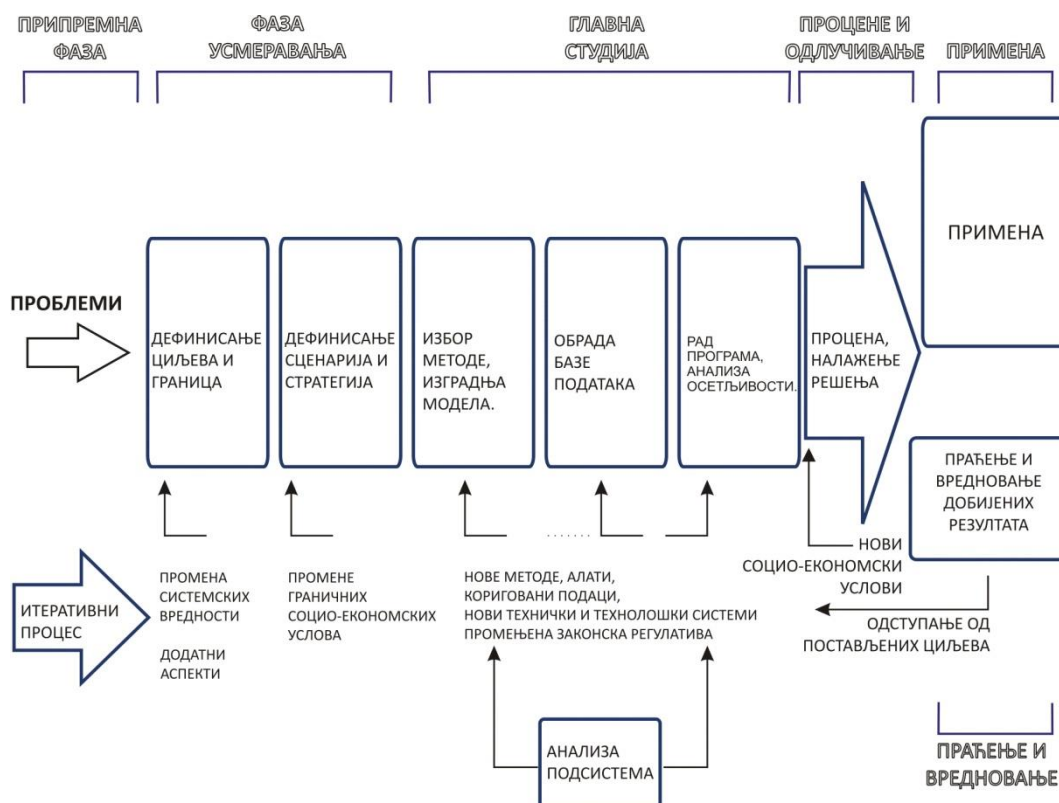 ПРИПРЕМНА
ФАЗА
ФАЗА
УСМЕРАВАЊА
ГЛАВНА
СТУДИЈА
ПРОЦЕНЕ И
ОДЛУЧИВАЊЕ
ПРИМЕНА
ПРОБЛЕМИ
ДЕФИНИСАЊЕ
ЦИЉЕВА И
ГРАНИЦА
ДЕФИНИСАЊЕ
СЦЕНАРИЈА И
СТРАТЕГИЈА
ИЗБОР
МЕТОДЕ,
ИЗГРАДЊА
МОДЕЛА.
ОБРАДА
БАЗЕ
ПОДАТАКА
РАД
ПРОГРАМА,
АНАЛИЗА
ОСЕТЉИВОСТИ.
ПРОЦЕНА,
НАЛАЖЕЊЕ
РЕШЕЊА
ПРИМЕНА
ПРАЋЕЊЕ И
ВРЕДНОВАЊЕ
ДОБИЈЕНИХ
РЕЗУЛТАТА
ИТЕРАТИВНИ
ПРОЦЕС
ПРОМЕНА
СИСТЕМСКИХ
ВРЕДНОСТИ
ДОДАТНИ
АСПЕКТИ
ПРОМЕНЕ
ГРАНИЧНИХ
СОЦИО-ЕКОНОМСКИХ
УСЛОВА
НОВЕ МЕТОДЕ, АЛАТИ,
КОРИГОВАНИ ПОДАЦИ,
НОВИ ТЕХНИЧКИ И ТЕХНОЛОШКИ СИСТЕМИ
ПРОМЕЊЕНА ЗАКОНСКА РЕГУЛАТИВА
НОВИ
СОЦИО-ЕКОНОМСКИ
УСЛОВИ
ОДСТУПАЊЕ ОД
ПОСТАВЉЕНИХ ЦИЉЕВА
АНАЛИЗА
ПОДСИСТЕМА
ПРАЋЕЊЕ И
ВРЕДНОВАЊЕ